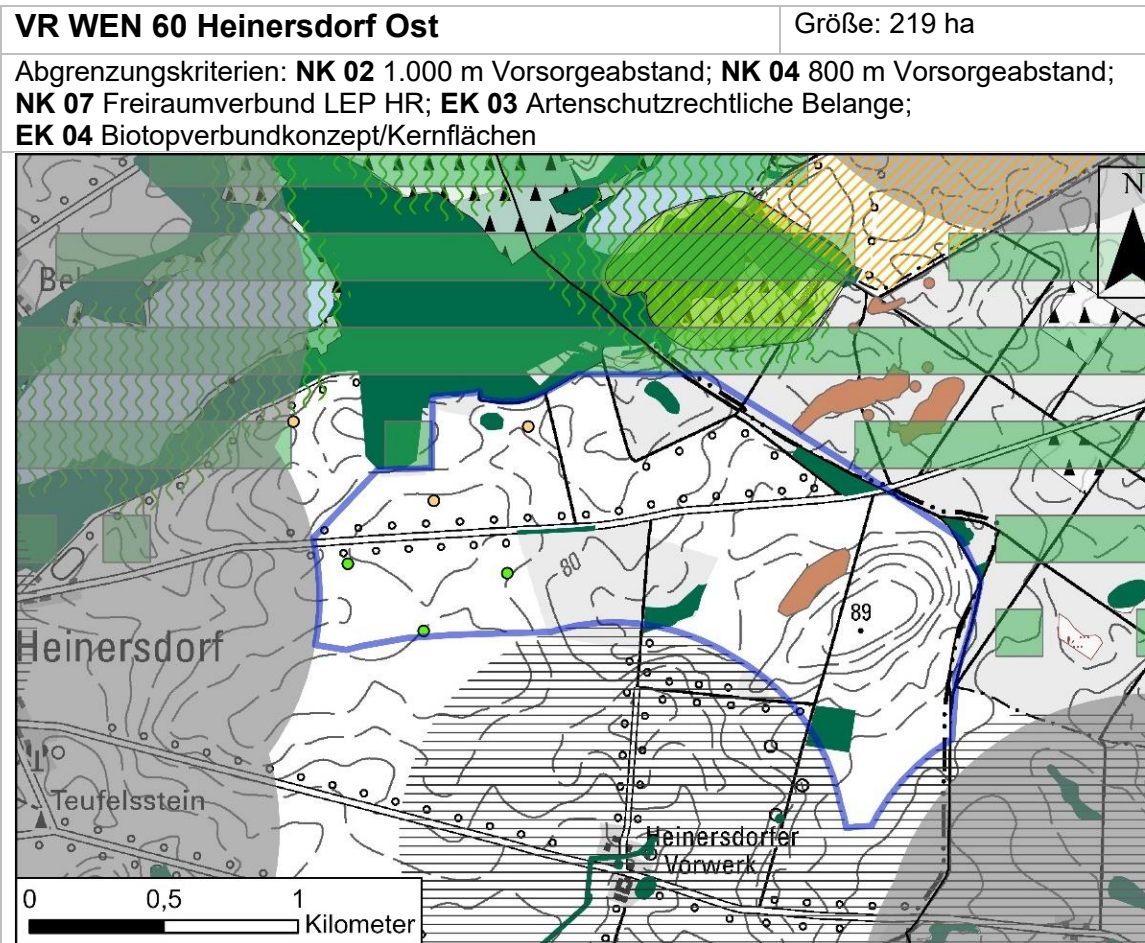 VR WEN 60 Heinersdorf Ost
Größe: 219 ha
Abgrenzungskriterien: NK 02 1.000 m Vorsorgeabstand; NK 04 800 m Vorsorgeabstand;
NK 07 Freiraumverbund LEP HR; EK 03 Artenschutzrechtliche Belange;
EK 04 Biotopverbundkonzept/Kernflächen
N
80
89
Heinersdorf
Teufelsstein
Heinersdorfer
Vorwerk
0 0,5 1
Kilometer